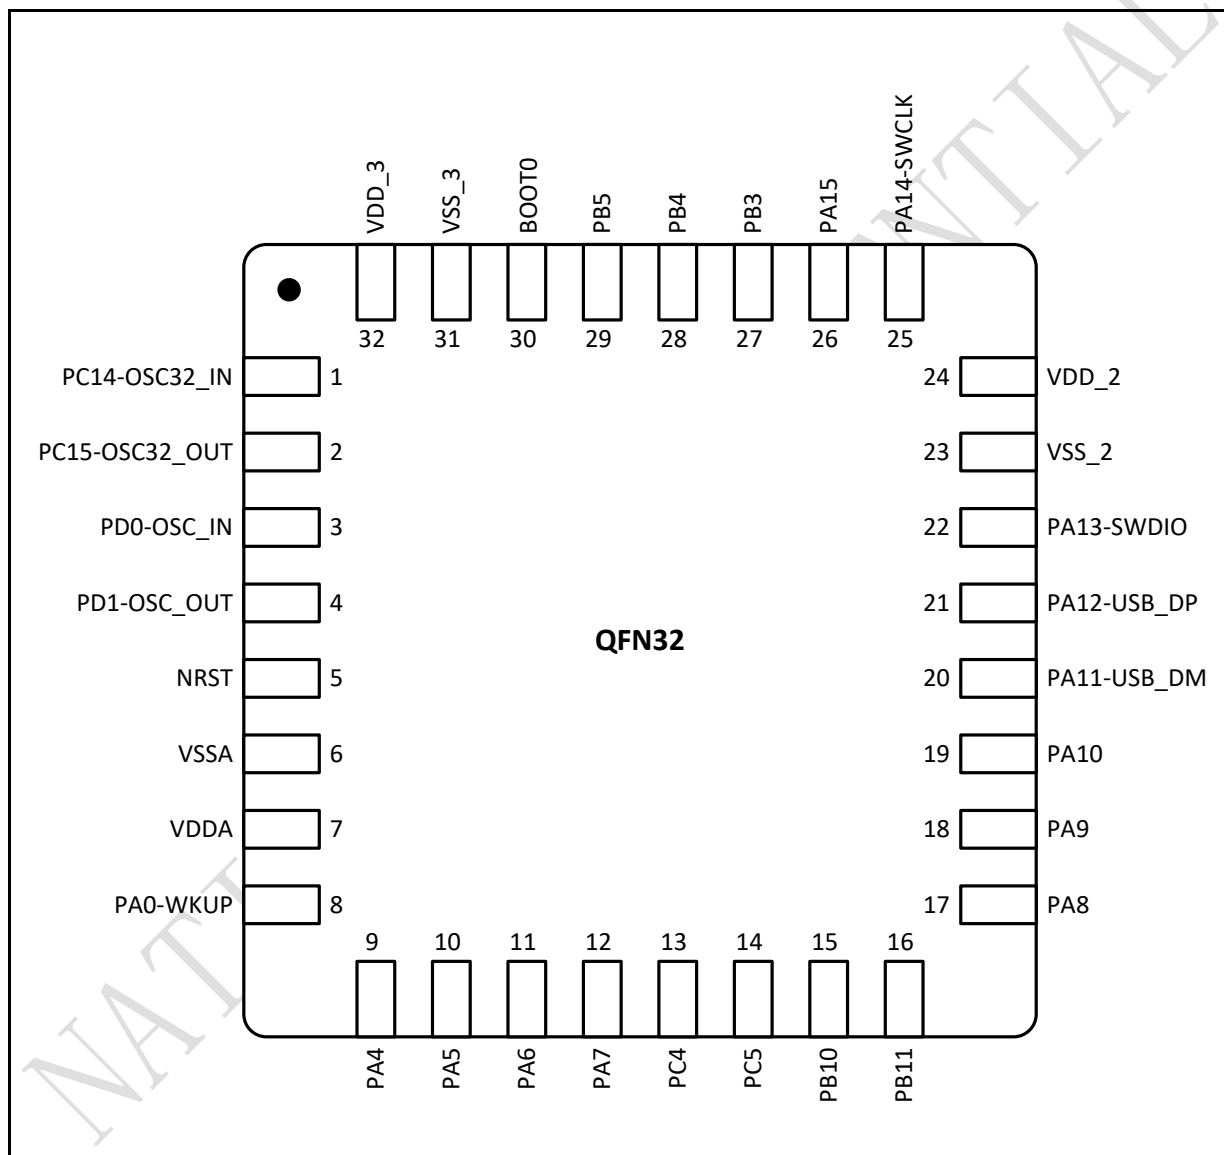 VDD_3
VSS_3
BOOT0
PB5
PB4
PB3
PA15
PA14-SWCLK
32 31 30 29 28 27 26 25
PC14-OSC32_IN 1
24 VDD_2
PC15-OSC32_OUT 2
23 VSS_2
PD0-OSC_IN 3
22 PA13-SWDIO
PD1-OSC_OUT 4
21 PA12-USB_DP
QFN32
NRST 5
20 PA11-USB_DM
VSSA 6
19 PA10
VDDA 7
18 PA9
PA0-WKUP 8
17 PA8
9 10 11 12 13 14 15 16
PA4
PA5
PA6
PA7
PC4
PC5
PB10
PB11